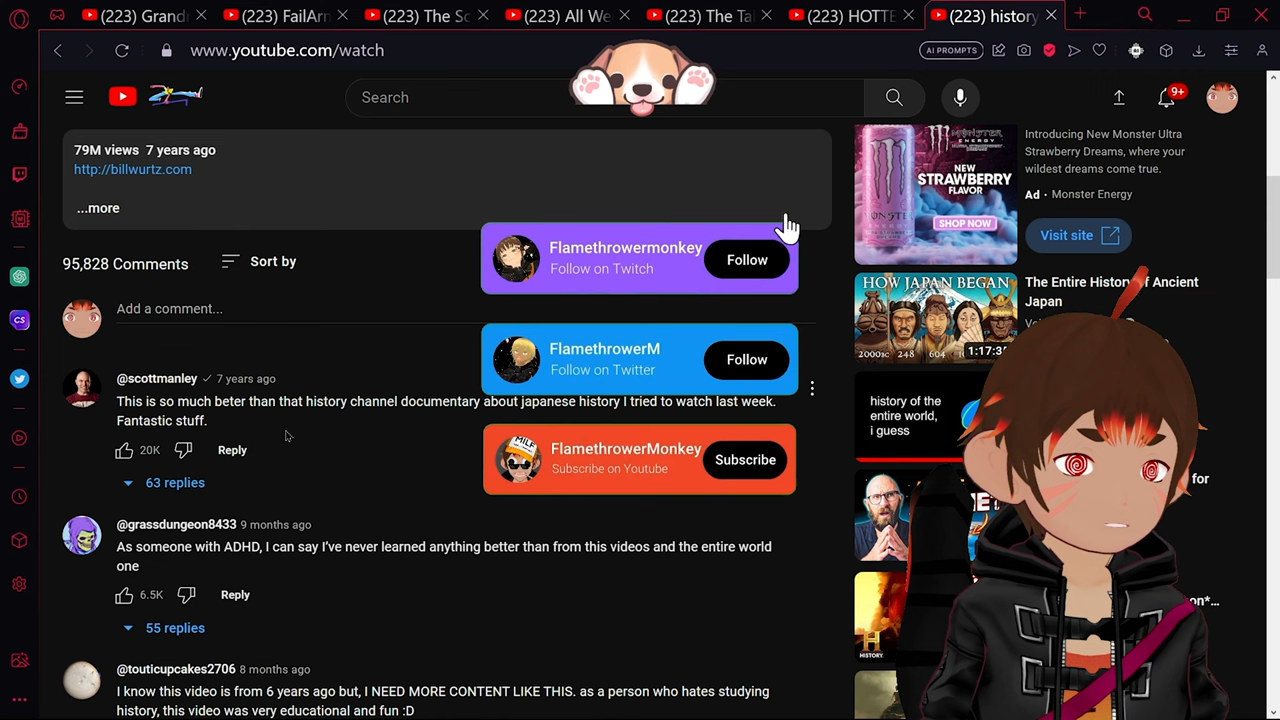 (223) Grand
(223) FailArm
(223) The Sc
(223) All We
(223) The Ta
(223) HOTTE
(223) history
www.youtube.com/watch
AI PROMPTS
Search
9+
79M views 7 years ago
http://billwurtz.com
...more
95,828 Comments
Sort by
Add a comment...
Flamethrowermonkey
Follow on Twitch
Follow
FlamethrowerM
Follow on Twitter
Follow
FlamethrowerMonkey
Subscribe on Youtube
Subscribe
MILF
@scottmanley 7 years ago
This is so much beter than that history channel documentary about japanese history I tried to watch last week.
Fantastic stuff.
20K
Reply
63 replies
@grassdungeon8433 9 months ago
As someone with ADHD, I can say I've never learned anything better than from this videos and the entire world
one
6.5K
Reply
55 replies
@touticupcakes2706 8 months ago
I know this video is from 6 years ago but, I NEED MORE CONTENT LIKE THIS. as a person who hates studying
history, this video was very educational and fun :D
MONSTER
ENERGY
NEW
STRAWBERRY
FLAVOR
SHOP NOW
Introducing New Monster Ultra
Strawberry Dreams, where your
wildest dreams come true.
Ad · Monster Energy
Visit site
HOW JAPAN BEGAN
2000BC 248 604
1:17:3
The Entire History of Ancient
Japan
history of the
entire world,
i guess
for
HISTORY
CS